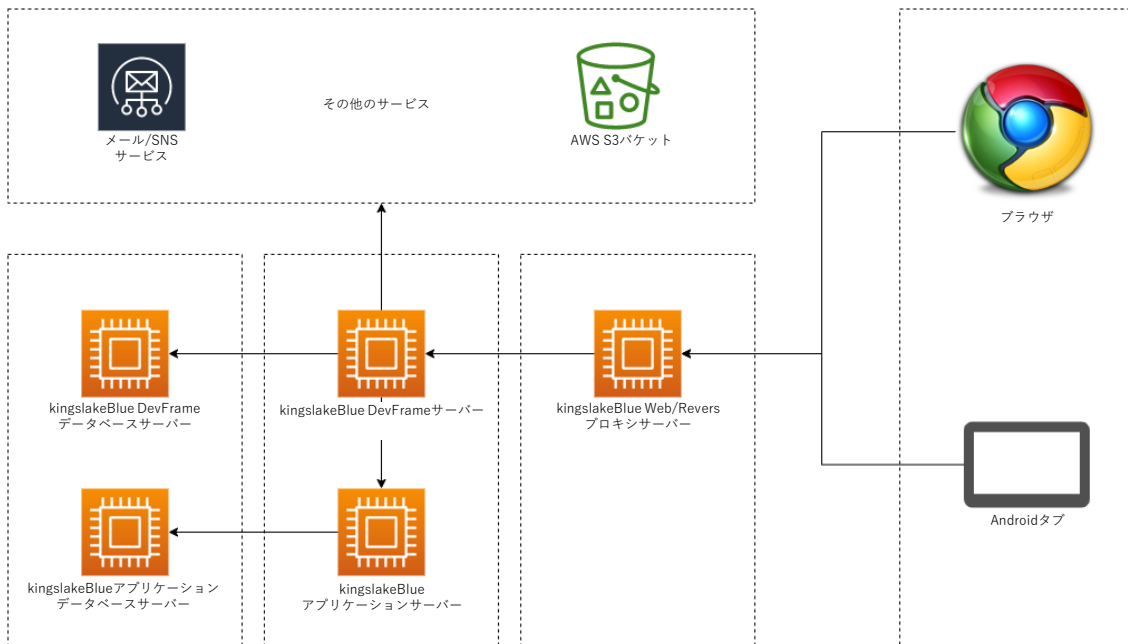 その他のサービス
メール/SNS
サービス
AWS S3バケット
ブラウザ
kingslakeBlue DevFrame
データベースサーバー
kingslakeBlue DevFrameサーバー
kingslakeBlue Web/Revers
プロキシサーバー
Androidタブ
kingslakeBlueアプリケーション
データベースサーバー
kingslakeBlue
アプリケーションサーバー